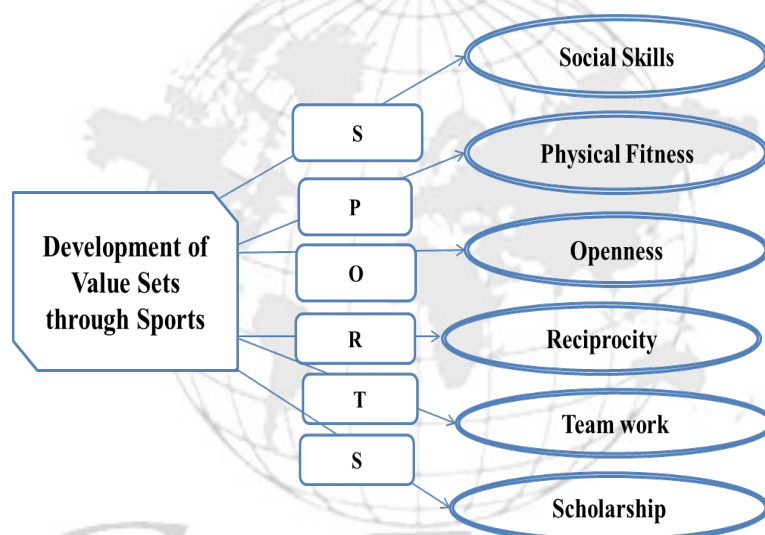 Social Skills
S
Physical Fitness
P
Development of
Value Sets
through Sports
Openness
O
Reciprocity
R
Team work
T
Scholarship
S